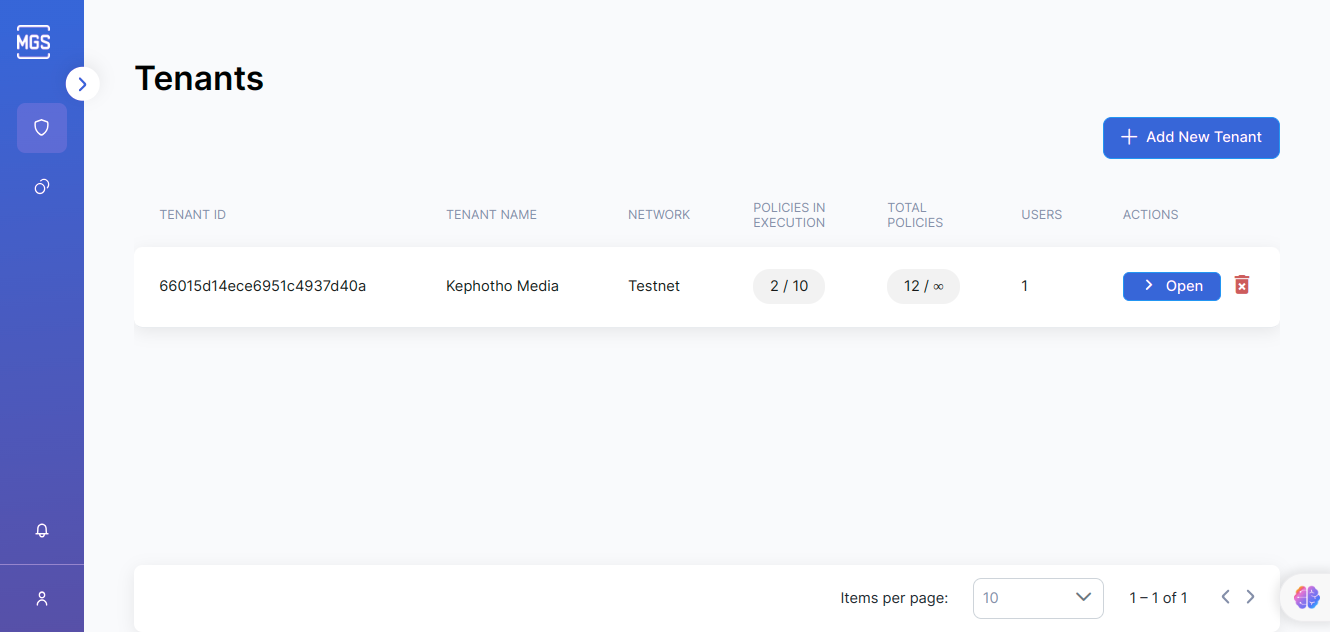 MGS
Tenants
Add New Tenant
TENANT ID
TENANT NAME
NETWORK
POLICIES IN
EXECUTION
TOTAL
POLICIES
USERS
ACTIONS
66015d14ece6951c4937d40a
Kephotho Media
Testnet
2 / 10
12 / ∞
1
Open
Items per page:
10
1 – 1 of 1